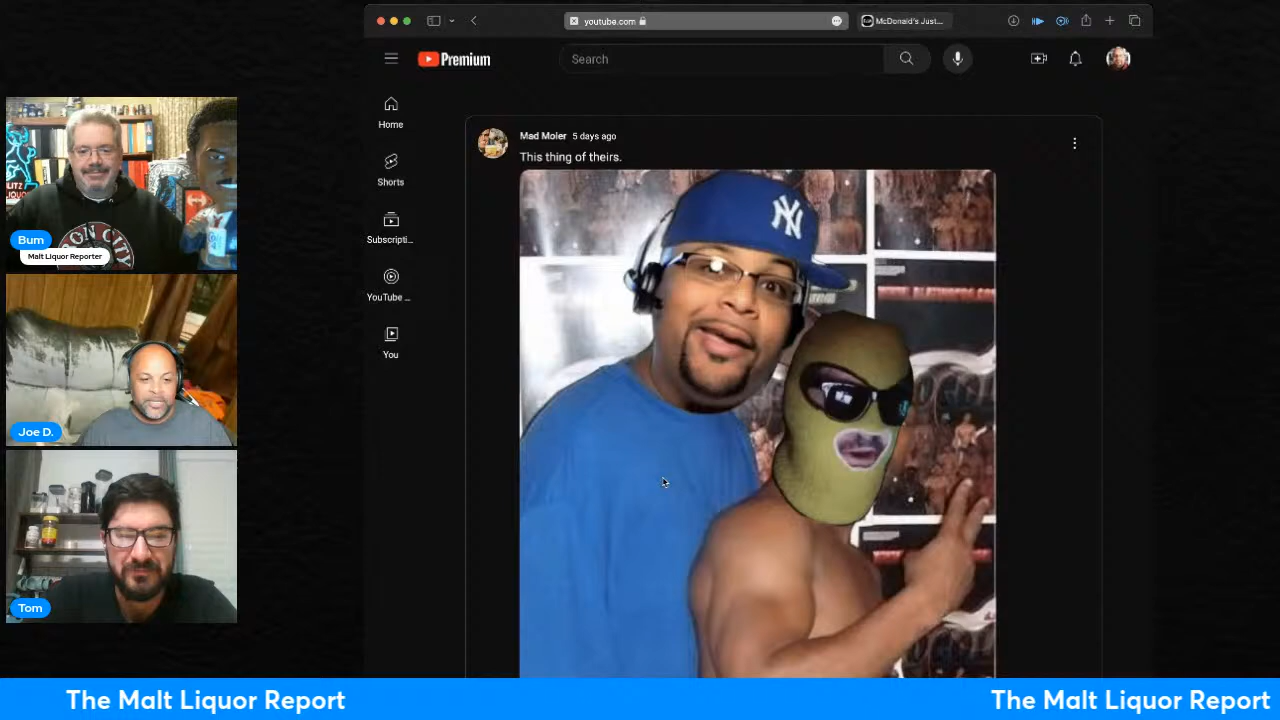 youtube.com
McDonald's Just...
Premium
Search
Home
Shorts
Subscripti...
YouTube ...
You
Mad Moler 5 days ago
This thing of theirs.
NY
Bum
Malt Liquor Reporter
Joe D.
Tom
The Malt Liquor Report
The Malt Liquor Report